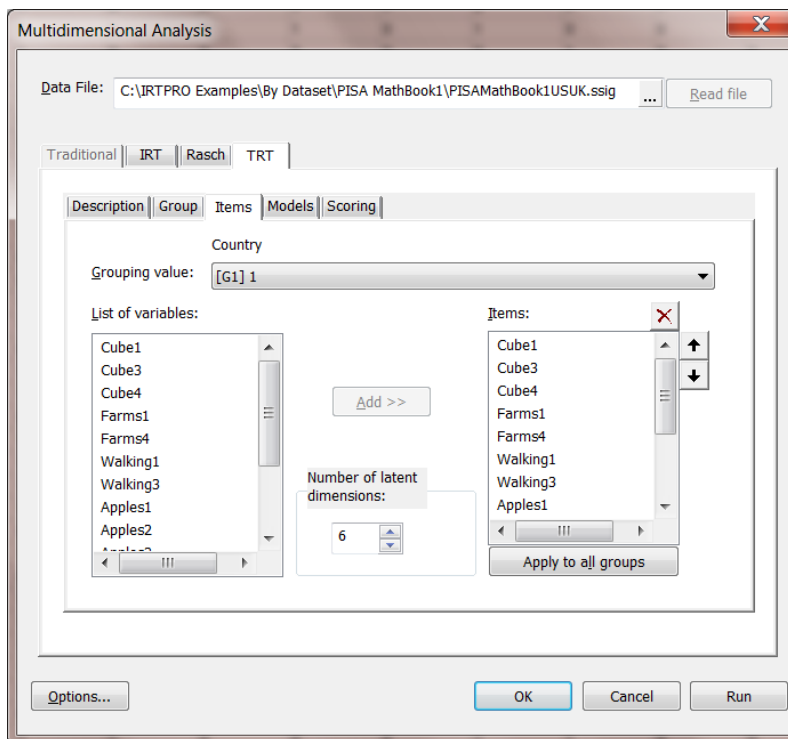 Multidimensional Analysis
Data File: C:\IRTPRO Examples\By Dataset\PISA MathBook1\PISAMathBook1USUK.ssig ... Read file
Traditional IRT Rasch TRT
Description Group Items Models Scoring
Country
Grouping value: [G1] 1
List of variables:
Cube1
Cube3
Cube4
Farms1
Farms4
Walking1
Walking3
Apples1
Apples2
Add >>
Number of latent
dimensions:
6
Items:
Cube1
Cube3
Cube4
Farms1
Farms4
Walking1
Walking3
Apples1
Apply to all groups
Options... OK Cancel Run